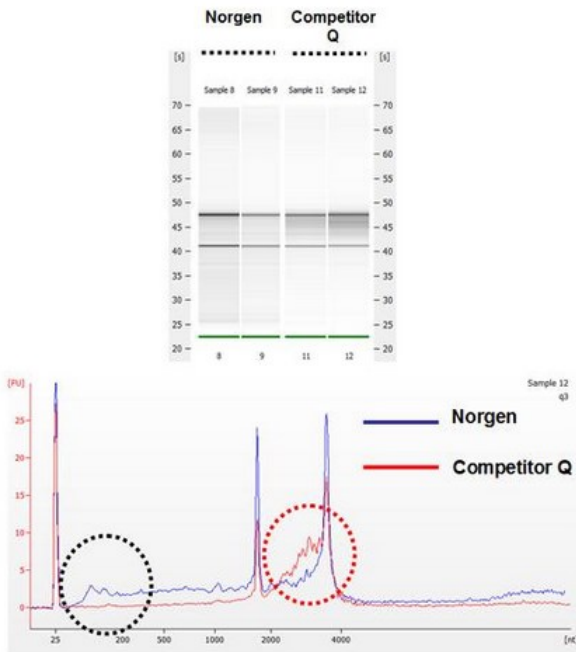 Norgen Competitor Q
[s] [s]
Sample 8 Sample 9 Sample 11 Sample 12
70 70
65 65
60 60
55 55
50 50
45 45
40 40
35 35
30 30
25 25
20 20
8 9 11 12
[FU] Sample 12
q3
25
20
15
10
5
0
Norgen
Competitor Q
25 200 500 1000 2000 4000 [nt